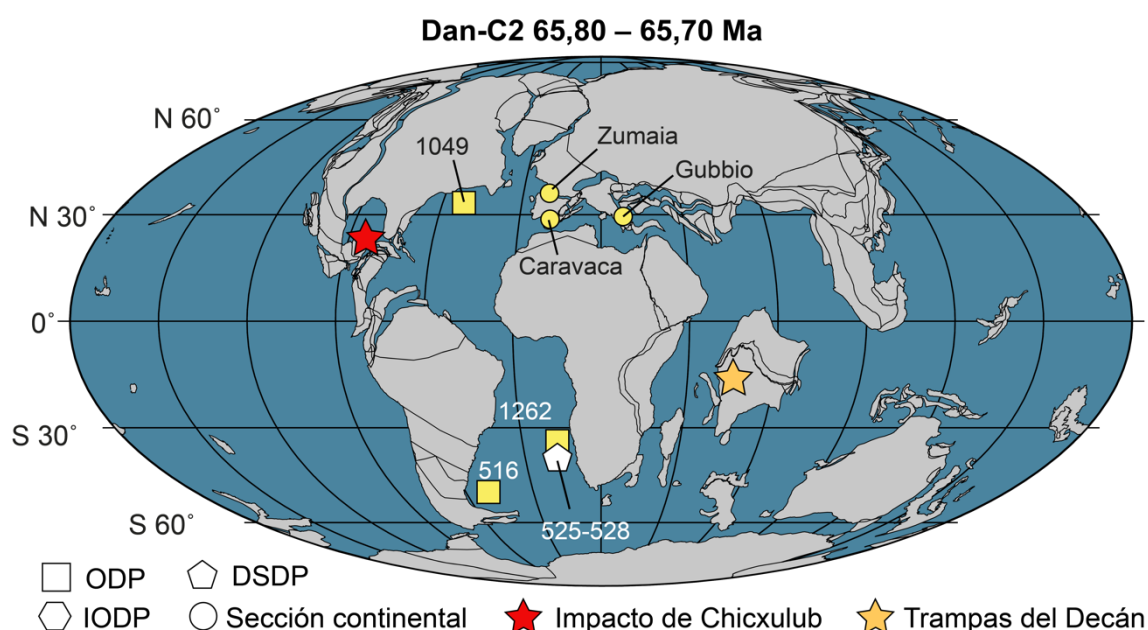 Dan-C2 65,80 – 65,70 Ma
N 60˚
1049
Zumaia
Gubbio
N 30˚
Caravaca
0˚
1262
S 30˚
516
S 60˚
525-528
ODP
DSDP
IODP
Sección continental
Impacto de Chicxulub
Trampas del Decán